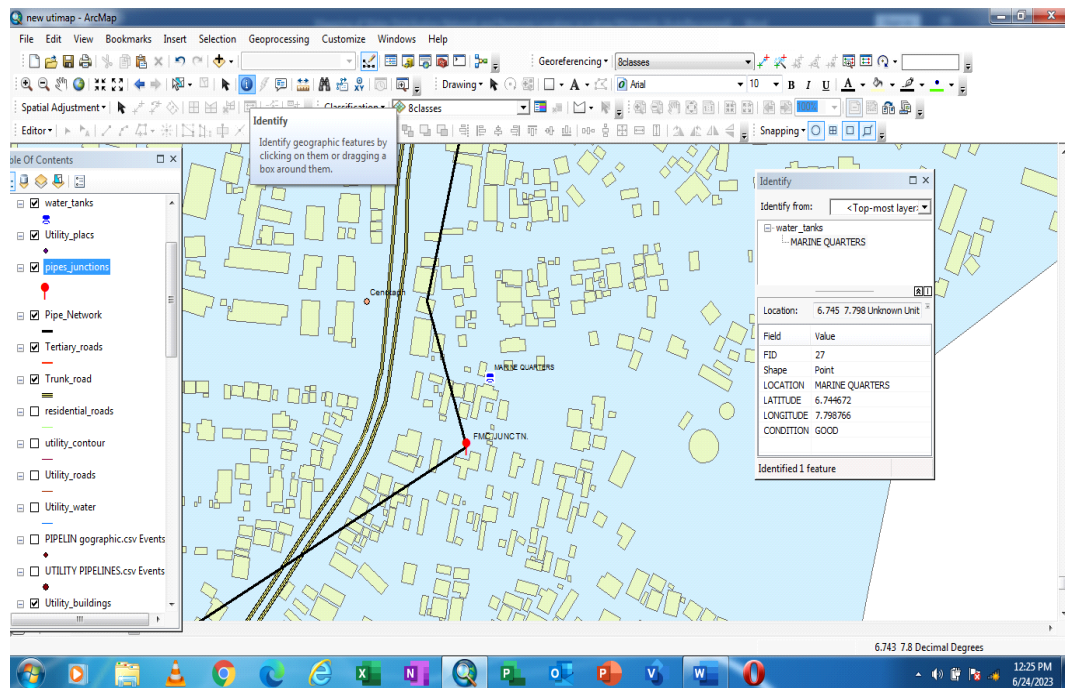 new utimap - ArcMap
File Edit View Bookmarks Insert Selection Geoprocessing Customize Windows Help
Georeferencing 8classes
Drawing A Arial 10 B I U A
Spatial Adjustment Classification 8classes 100%
Editor Snapping
Identify
Identify geographic features by
clicking on them or dragging a
box around them.
ble Of Contents
water_tanks
Utility_placs
pipes_junctions
Pipe_Network
Tertiary_roads
Trunk_road
residential_roads
utility_contour
Utility_roads
Utility_water
PIPELIN gographic.csv Events
UTILITY PIPELINES.csv Events
Utility_buildings
Cenotaph
MARINE QUARTERS
FMC JUNCTN.
Identify
Identify from: <Top-most layer>
water_tanks
MARINE QUARTERS
Location: 6.745 7.798 Unknown Unit
Field Value
FID 27
Shape Point
LOCATION MARINE QUARTERS
LATITUDE 6.744672
LONGITUDE 7.798766
CONDITION GOOD
Identified 1 feature
6.743 7.8 Decimal Degrees
12:25 PM
6/24/2023